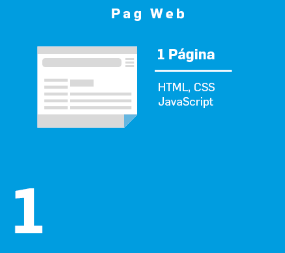 Pag Web
1 Página
HTML, CSS
JavaScript
1